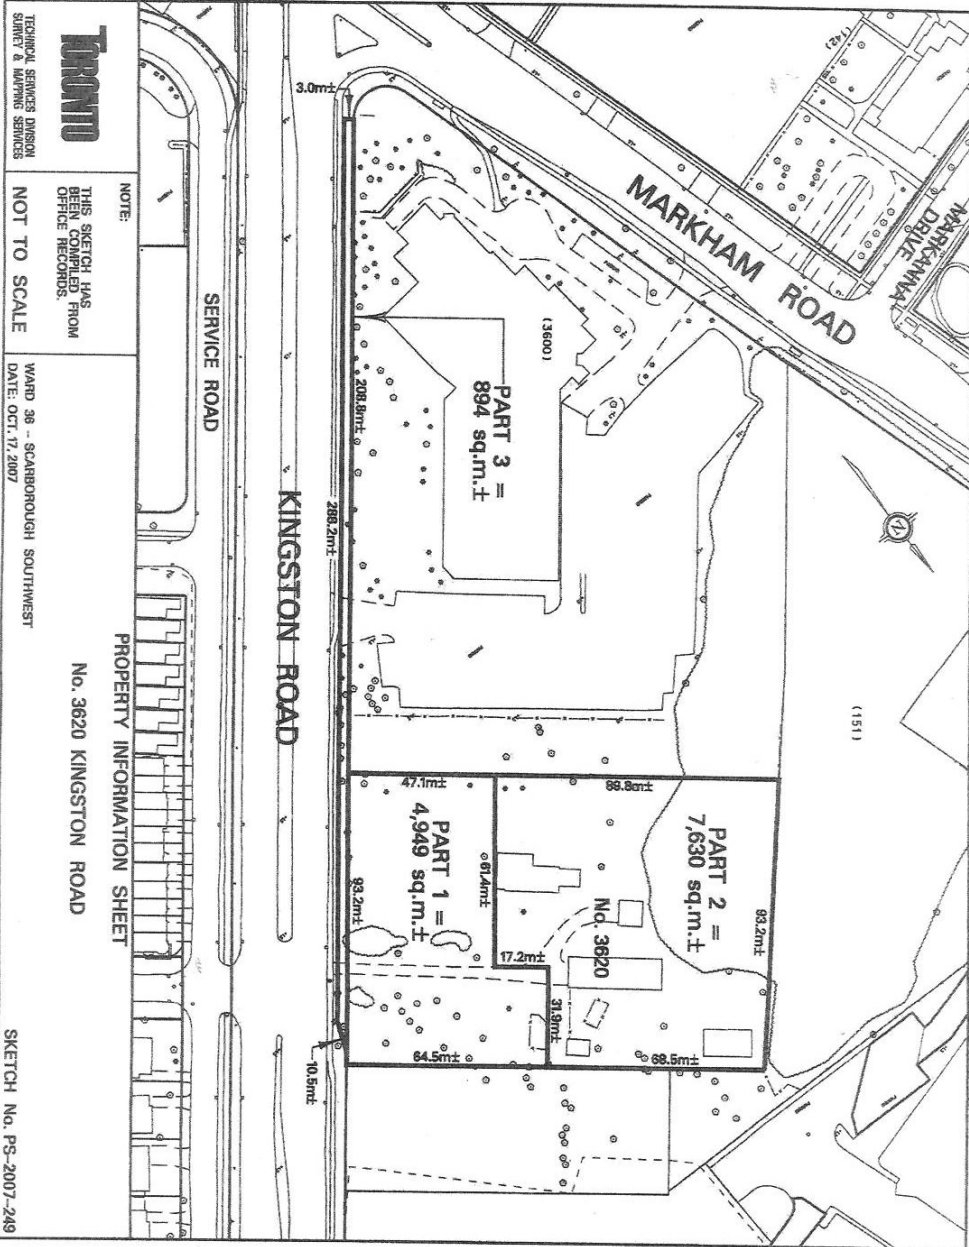 MARKANNA
DRIVE
(742)
MARKHAM ROAD
(3600)
(151)
N
PART 3 =
894 sq.m.±
PART 2 =
7,630 sq.m.±
No. 3620
PART 1 =
4,949 sq.m.±
93.2m±
89.8m±
68.5m±
61.4m±
17.2m±
31.9m±
47.1m±
64.5m±
93.2m±
3.0m±
208.8m±
288.2m±
10.5m±
KINGSTON ROAD
SERVICE ROAD
TORONTO
TECHNICAL SERVICES DIVISION
SURVEY & MAPPING SERVICES
NOTE:
THIS SKETCH HAS
BEEN COMPILED FROM
OFFICE RECORDS.
NOT TO SCALE
PROPERTY INFORMATION SHEET
No. 3620 KINGSTON ROAD
WARD 36 - SCARBOROUGH SOUTHWEST
DATE: OCT. 17, 2007
SKETCH No. PS-2007-249